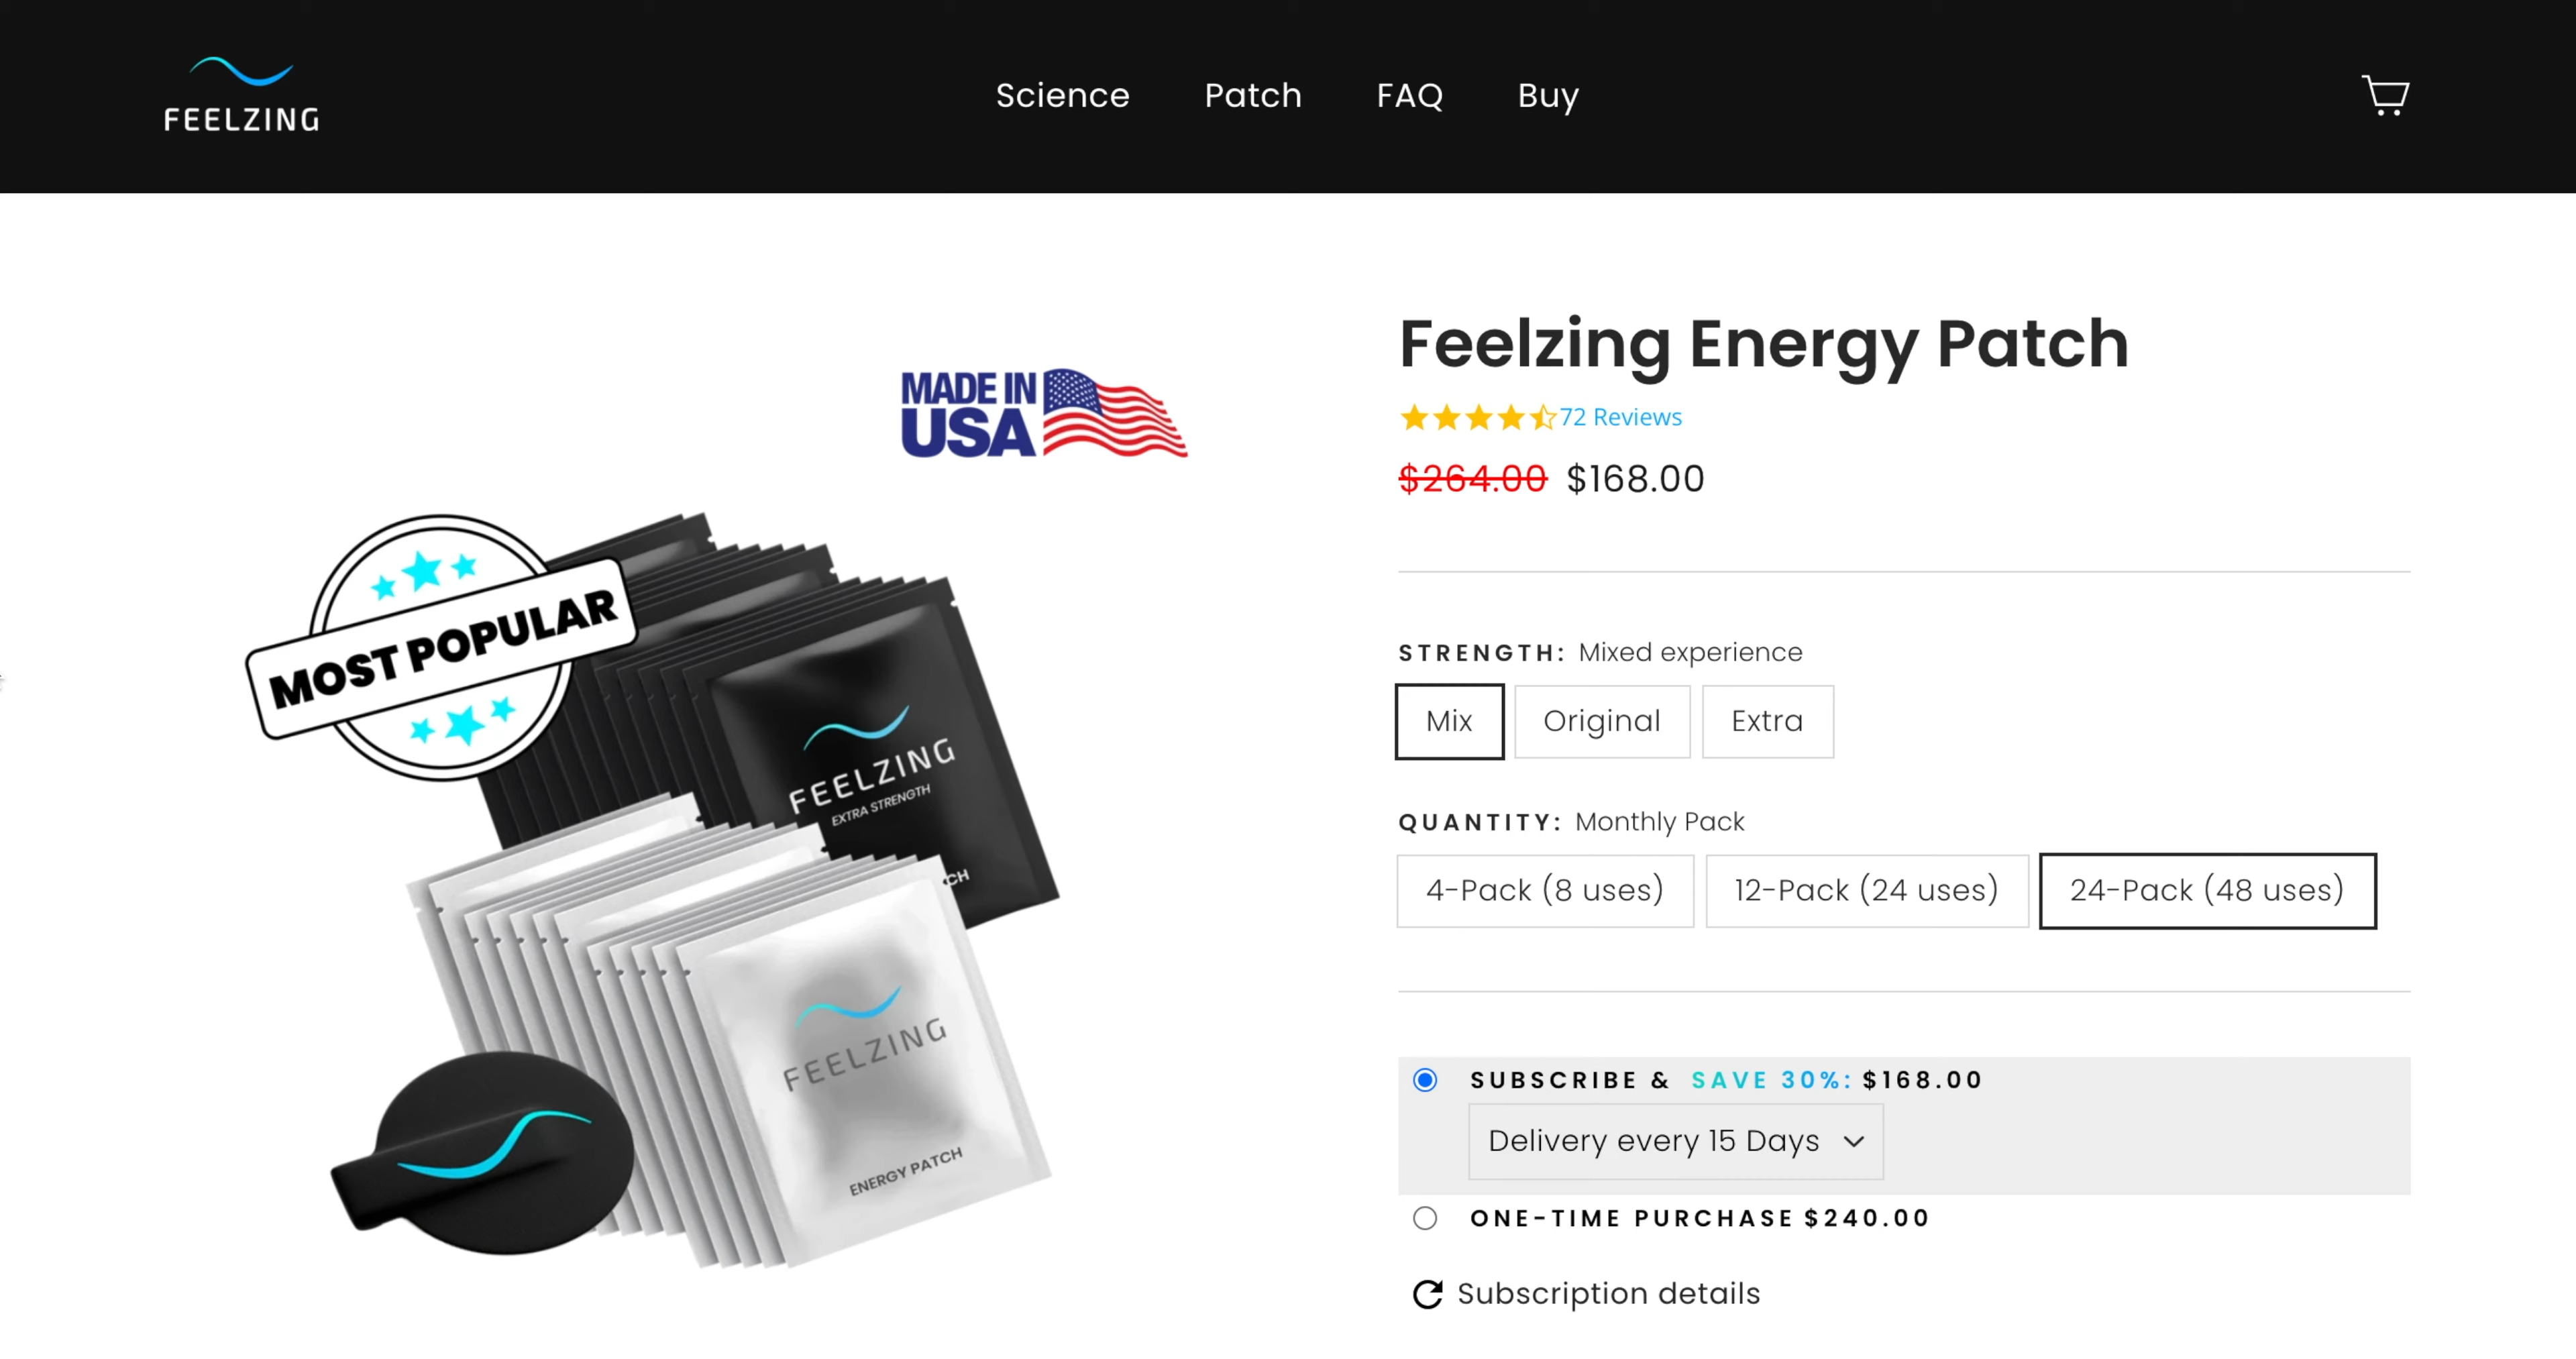 FEELZING
Science Patch FAQ Buy
MADE IN
USA
MOST POPULAR
FEELZING
EXTRA STRENGTH
CH
FEELZING
ENERGY PATCH
Feelzing Energy Patch
72 Reviews
$264.00 $168.00
STRENGTH: Mixed experience
Mix Original Extra
QUANTITY: Monthly Pack
4-Pack (8 uses) 12-Pack (24 uses) 24-Pack (48 uses)
SUBSCRIBE & SAVE 30%: $168.00
Delivery every 15 Days
ONE-TIME PURCHASE $240.00
Subscription details